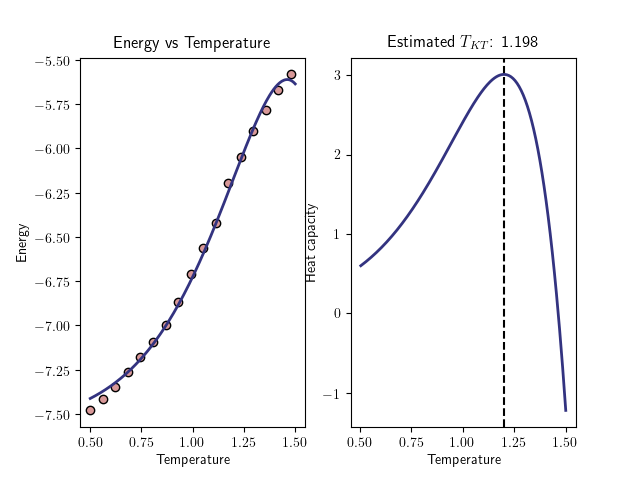 Energy vs Temperature
−5.50
−5.75
−6.00
−6.25
−6.50
−6.75
−7.00
−7.25
−7.50
Energy
0.50 0.75 1.00 1.25 1.50
Temperature
Estimated T_KT: 1.198
3
2
1
0
−1
Heat capacity
0.50 0.75 1.00 1.25 1.50
Temperature